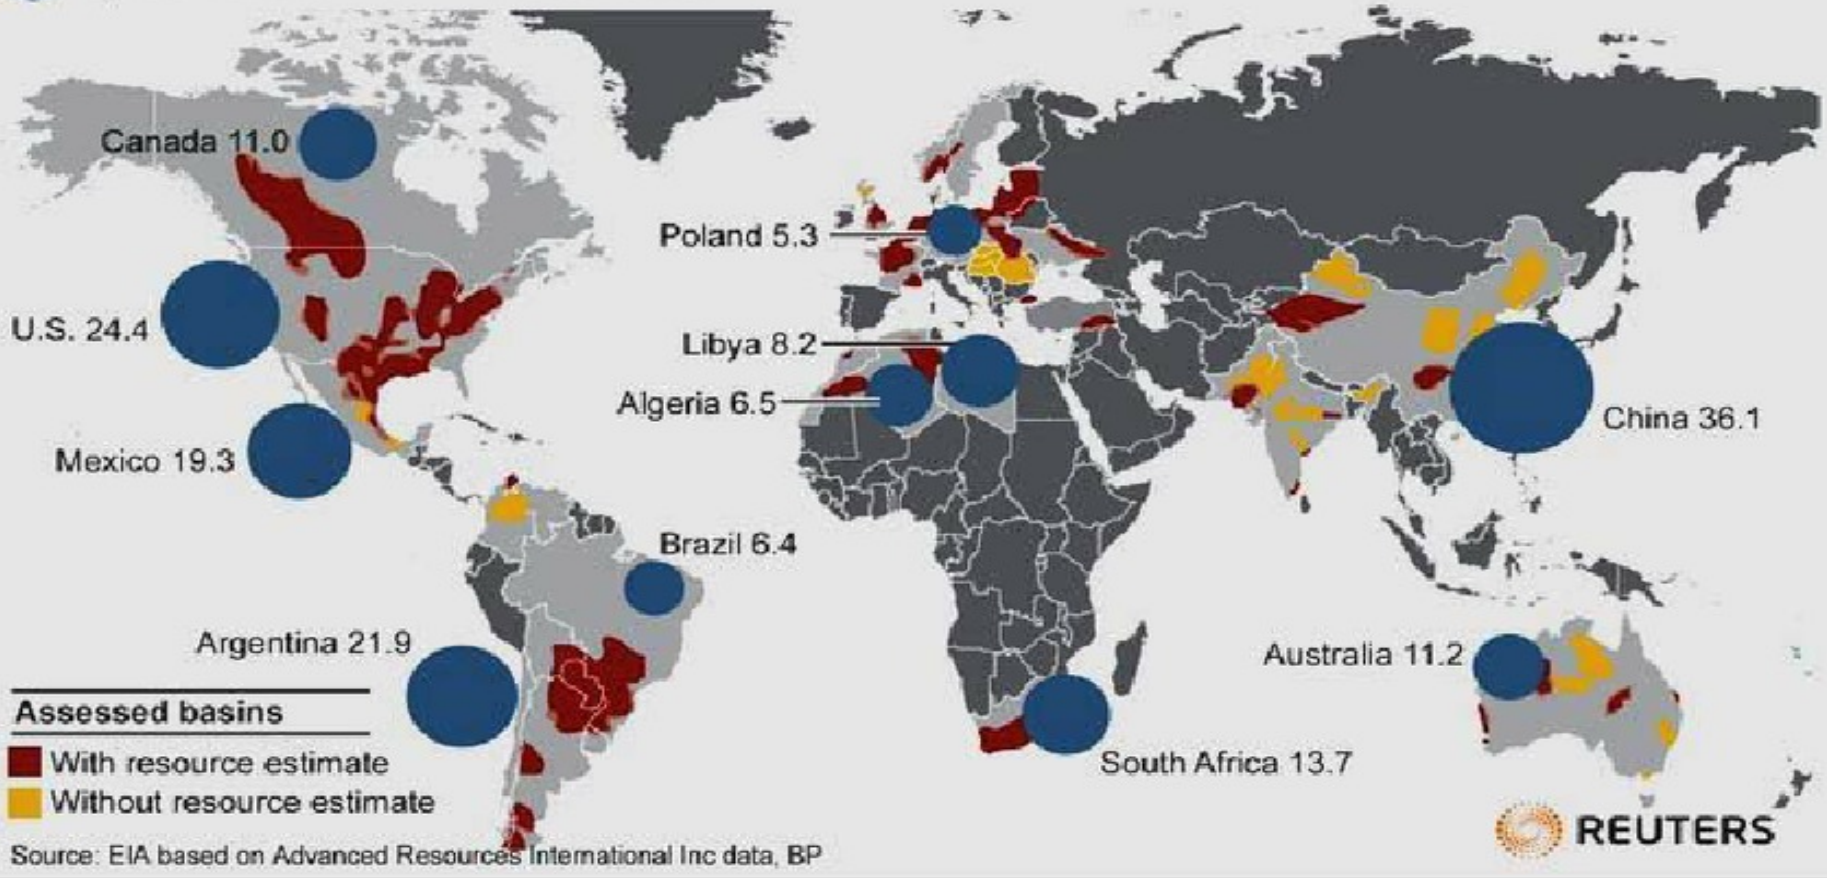 Canada 11.0
Poland 5.3
U.S. 24.4
Libya 8.2
Algeria 6.5
China 36.1
Mexico 19.3
Brazil 6.4
Argentina 21.9
Australia 11.2
South Africa 13.7
Assessed basins
With resource estimate
Without resource estimate
REUTERS
Source: EIA based on Advanced Resources International Inc data, BP